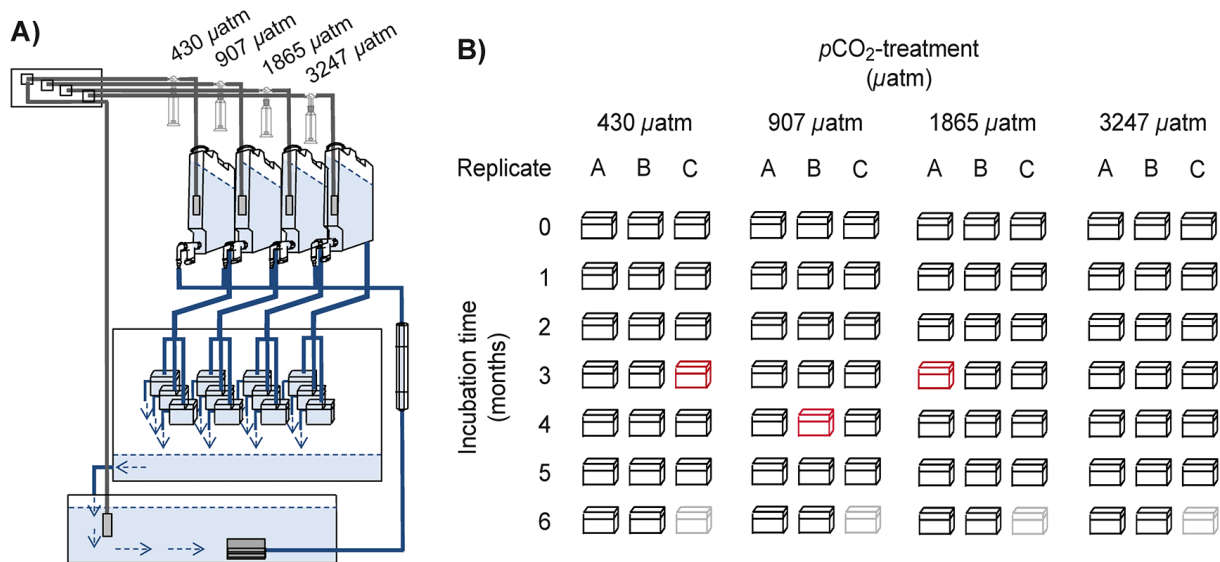 A)
430 µatm
907 µatm
1865 µatm
3247 µatm
B)
pCO₂-treatment
(µatm)
430 µatm 907 µatm 1865 µatm 3247 µatm
Replicate A B C A B C A B C A B C
Incubation time
(months)
0
1
2
3
4
5
6